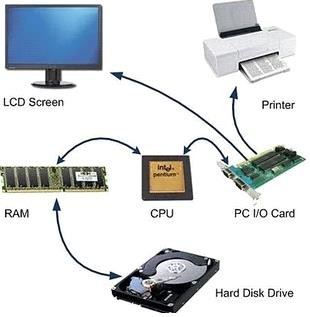 LCD Screen
Printer
intel
pentium
RAM
CPU
PC I/O Card
Hard Disk Drive